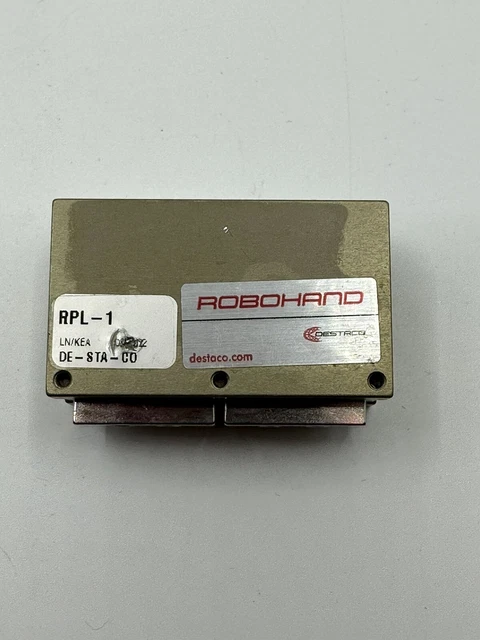 RPL-1
LN/KEA
DE-STA-CO
ROBOHAND
DESTACO
destaco.com